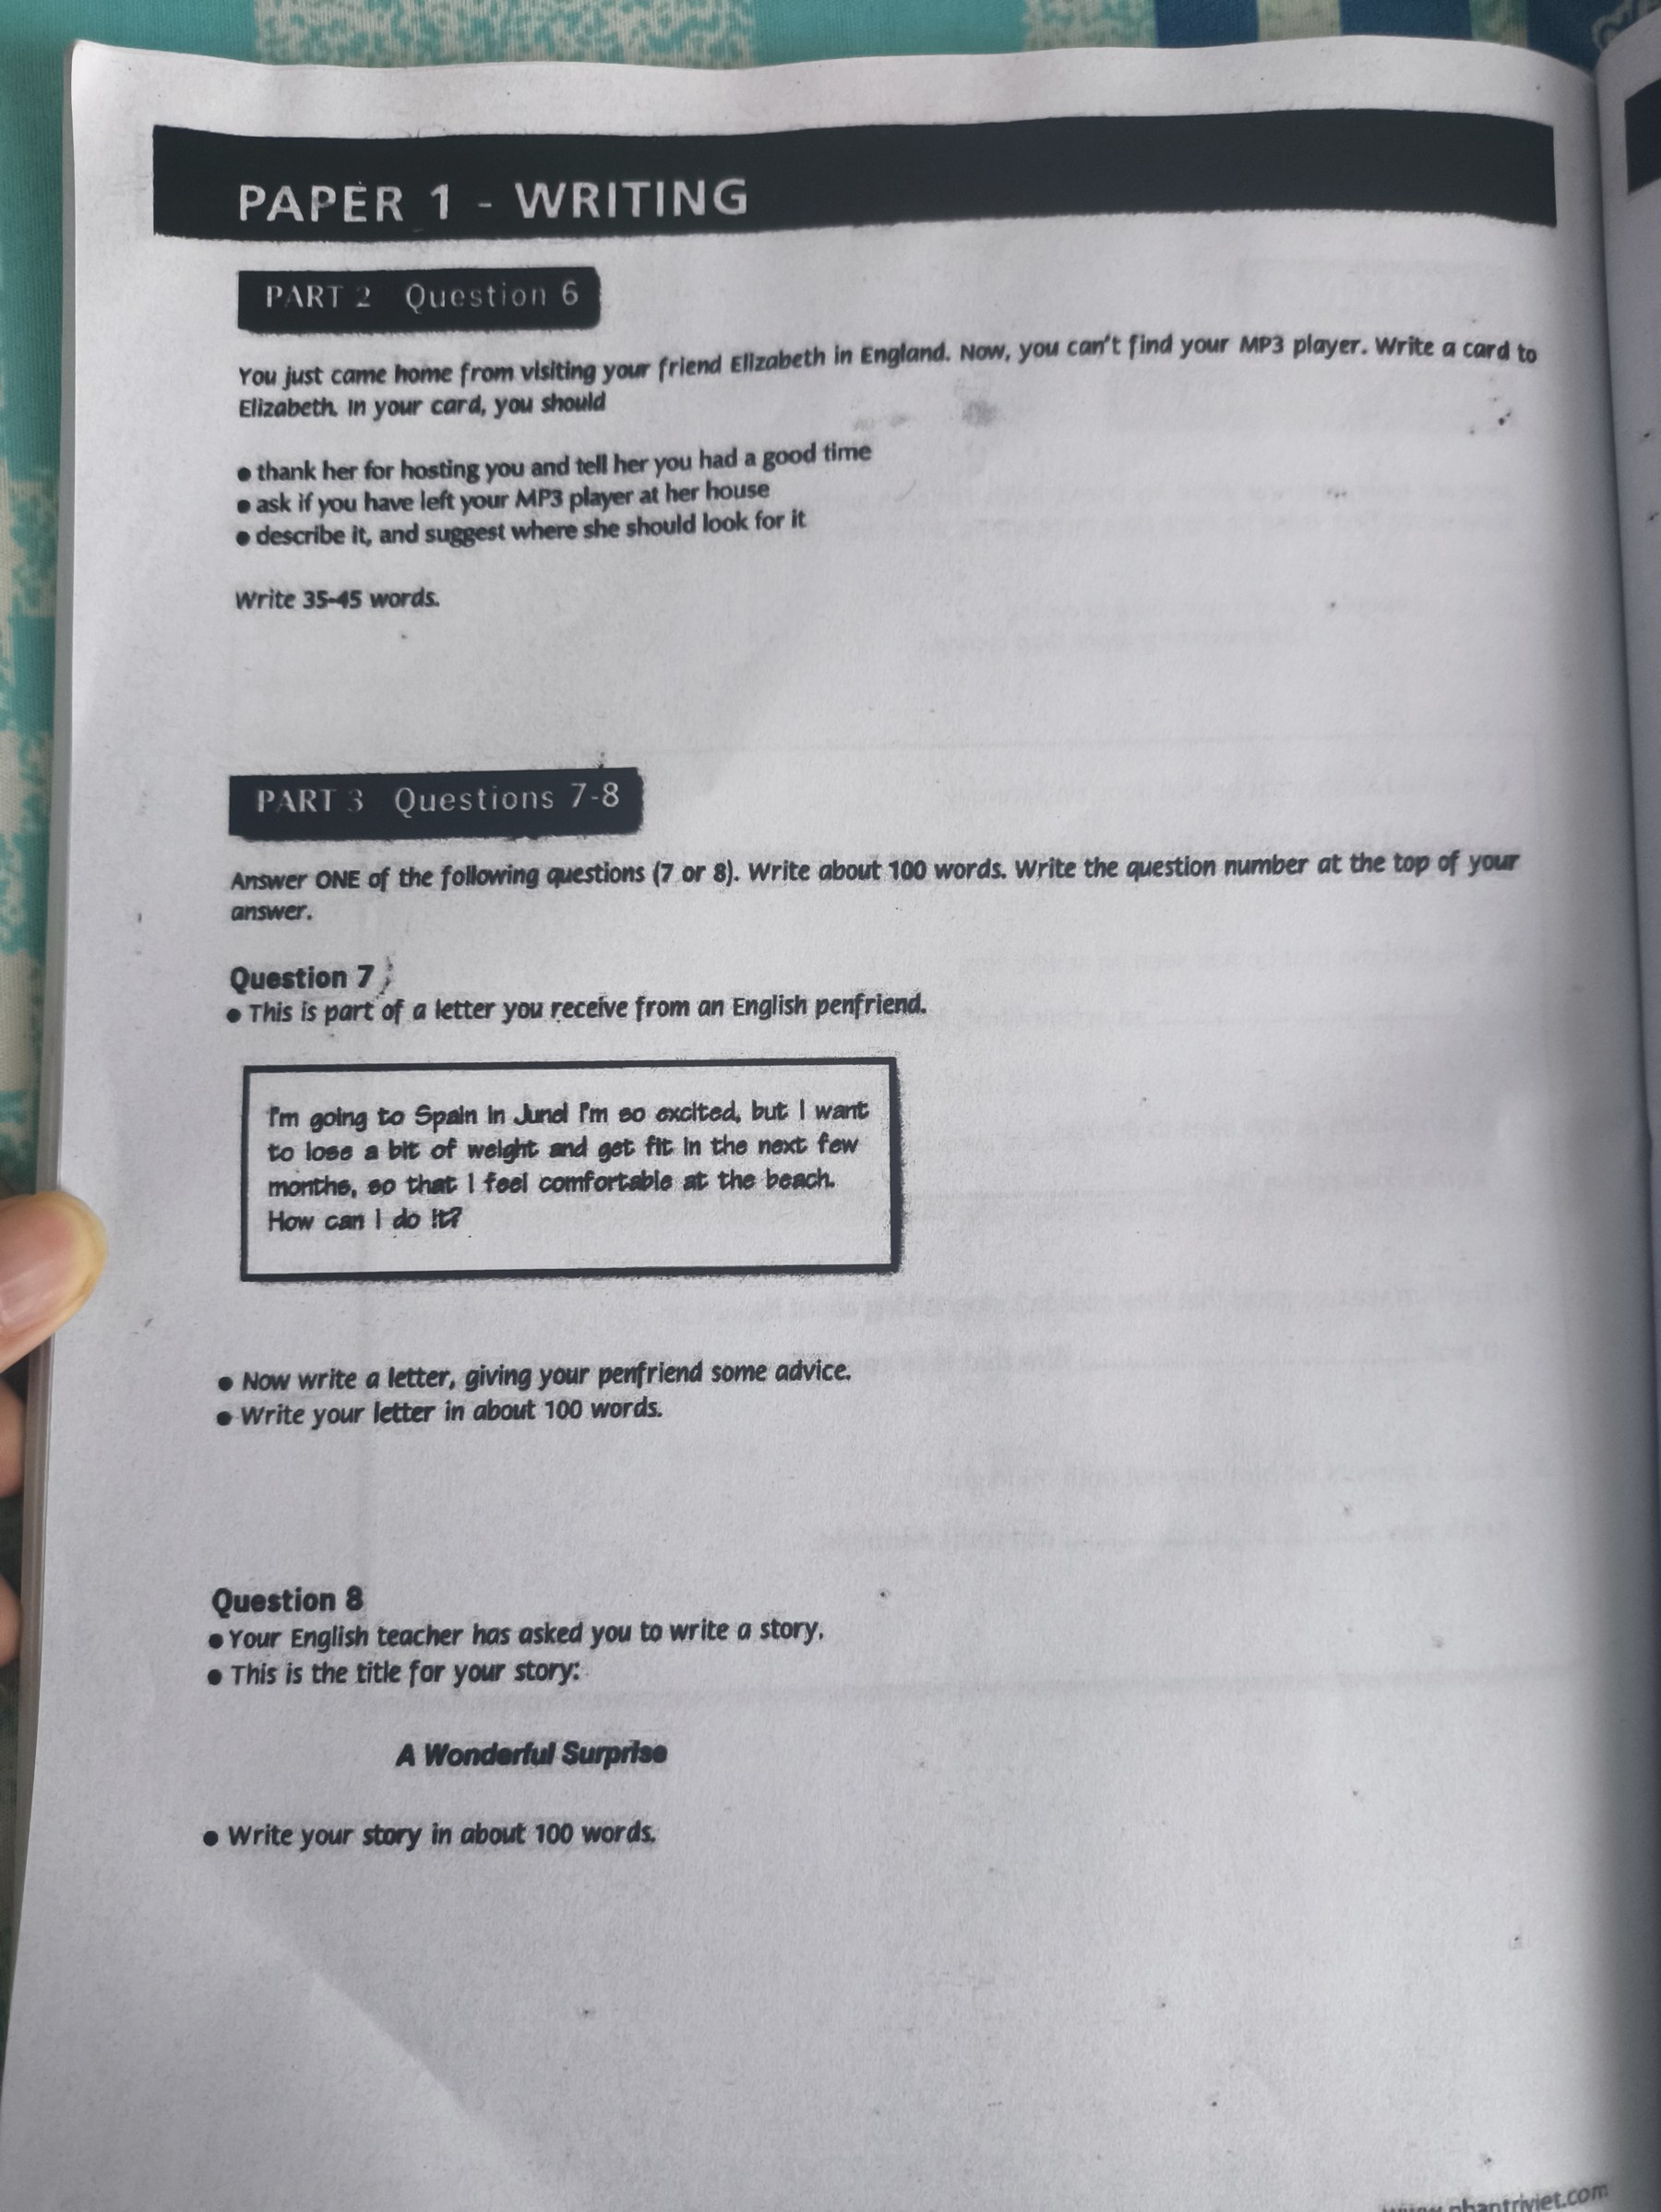 PAPER 1 - WRITING
PART 2 Question 6
You just came home from visiting your friend Elizabeth in England. Now, you can't find your MP3 player. Write a card to
Elizabeth. In your card, you should
● thank her for hosting you and tell her you had a good time
● ask if you have left your MP3 player at her house
● describe it, and suggest where she should look for it
Write 35-45 words.
PART 3 Questions 7-8
Answer ONE of the following questions (7 or 8). Write about 100 words. Write the question number at the top of your
answer.
Question 7
● This is part of a letter you receive from an English penfriend.
I'm going to Spain in June! I'm so excited, but I want
to lose a bit of weight and get fit in the next few
months, so that I feel comfortable at the beach.
How can I do it?
● Now write a letter, giving your penfriend some advice.
● Write your letter in about 100 words.
Question 8
● Your English teacher has asked you to write a story.
● This is the title for your story:
A Wonderful Surprise
● Write your story in about 100 words.
www.nhantriviet.com